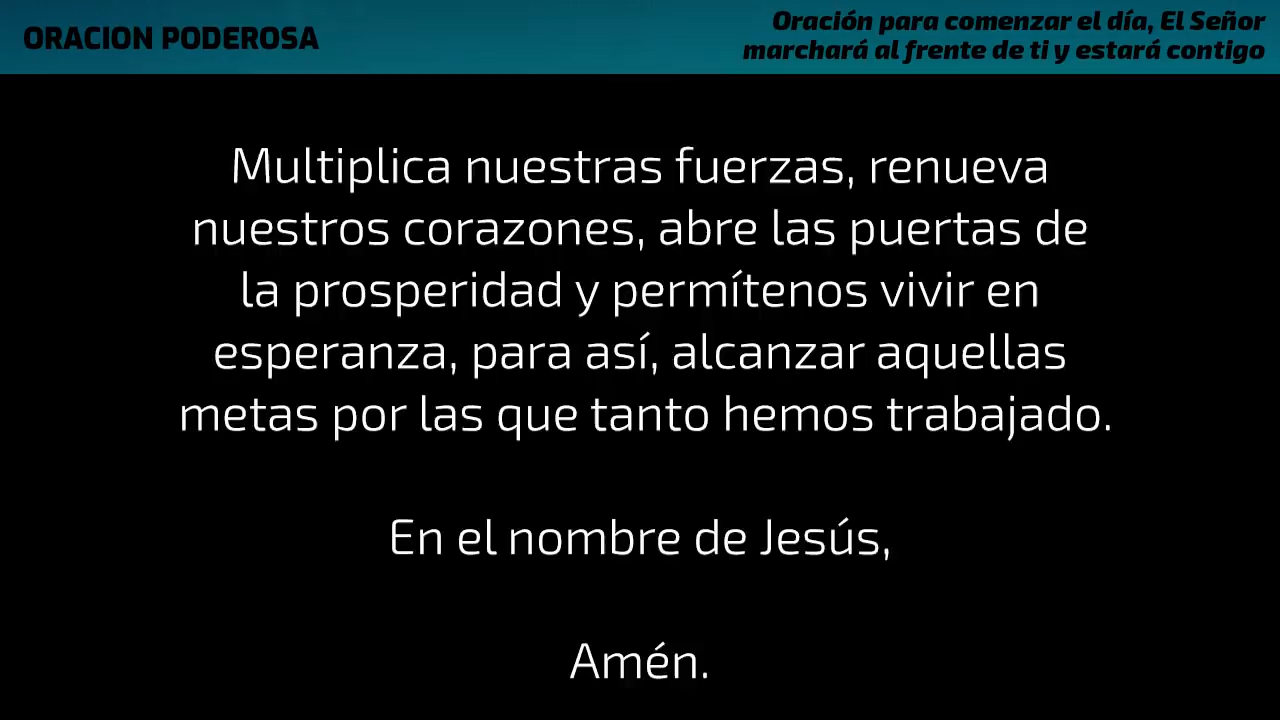 ORACION PODEROSA
Oración para comenzar el día, El Señor
marchará al frente de ti y estará contigo
Multiplica nuestras fuerzas, renueva
nuestros corazones, abre las puertas de
la prosperidad y permítenos vivir en
esperanza, para así, alcanzar aquellas
metas por las que tanto hemos trabajado.
En el nombre de Jesús,
Amén.